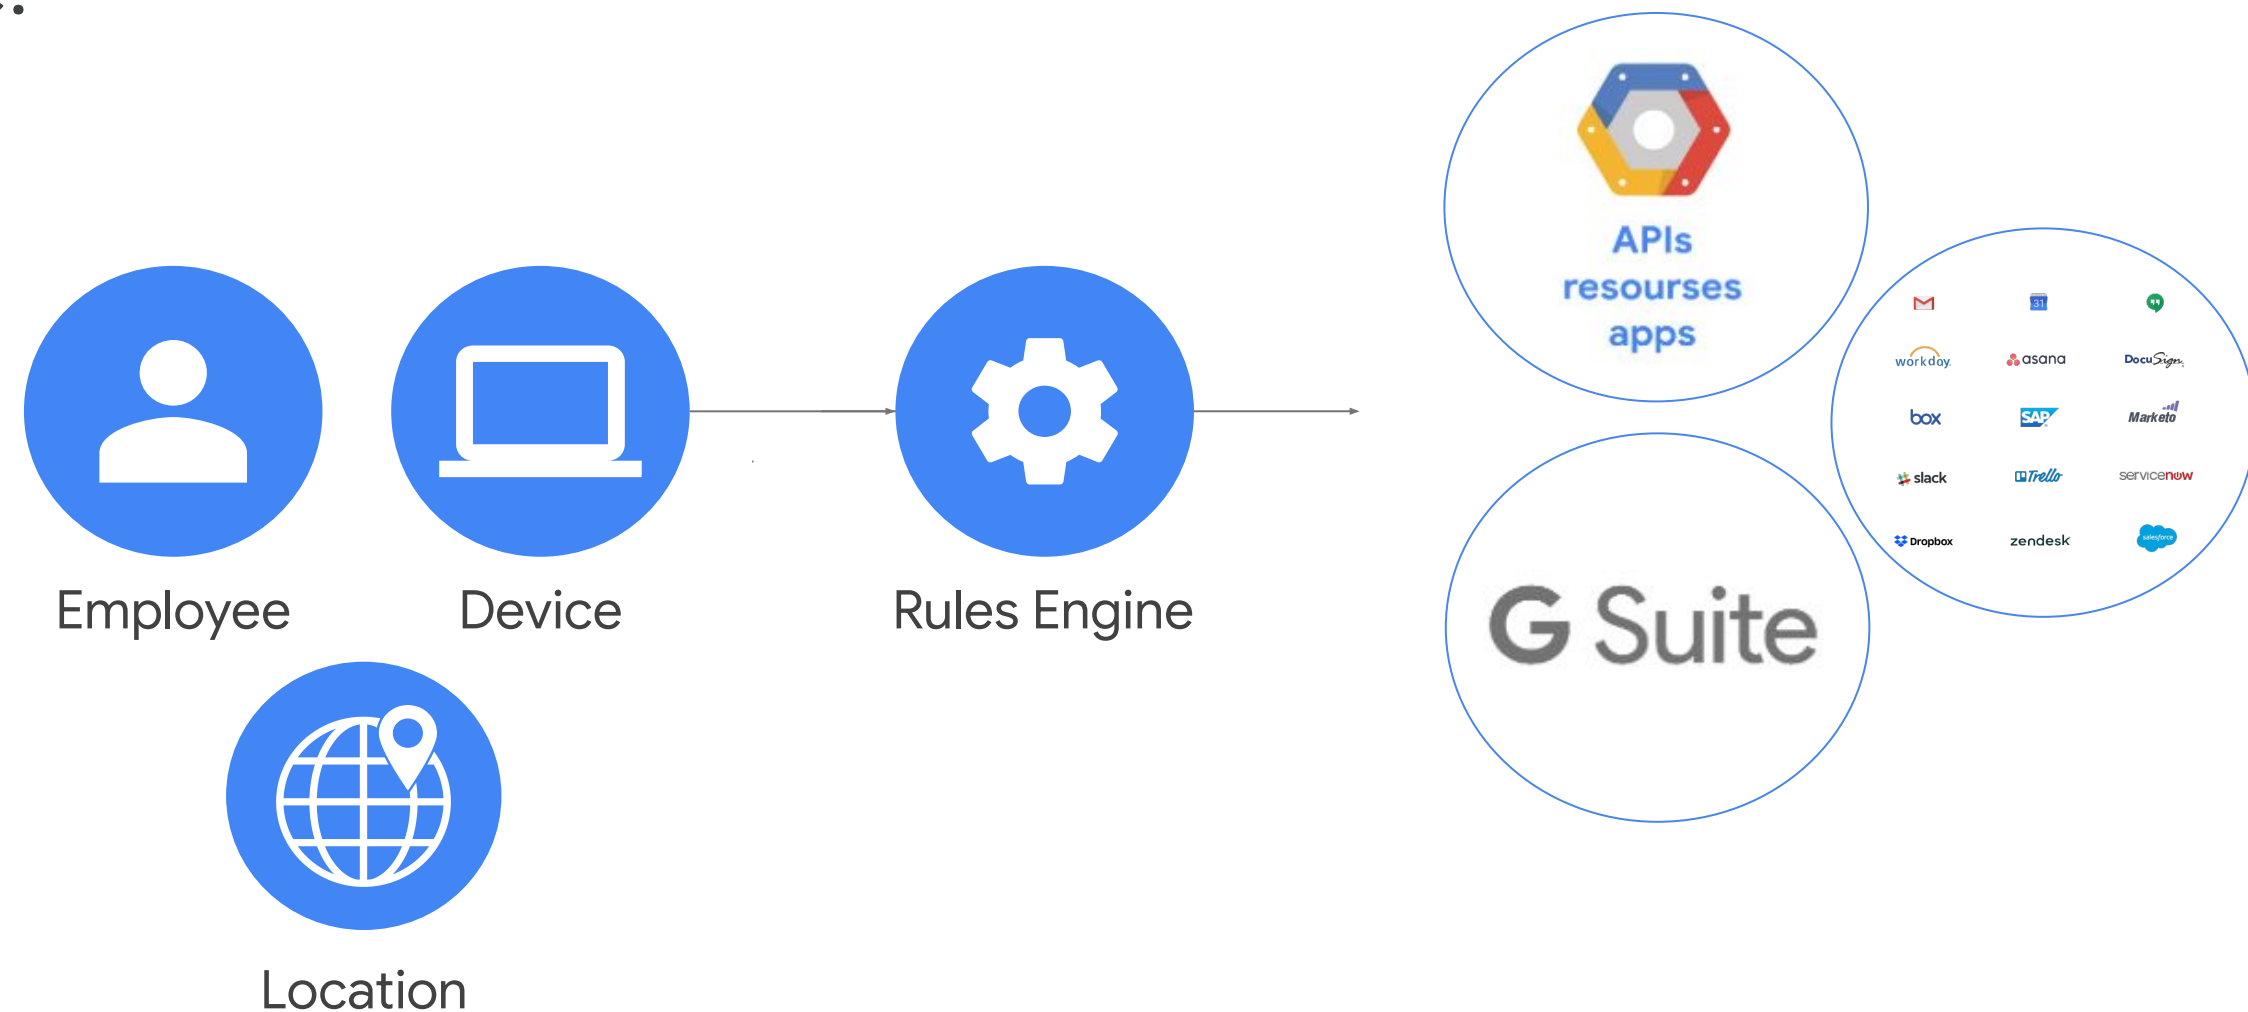 Employee
Device
Rules Engine
Location
APIs
resourses
apps
G Suite
31
workday.
asana
DocuSign
box
SAP
Marketo
slack
Trello
servicenow
Dropbox
zendesk
salesforce